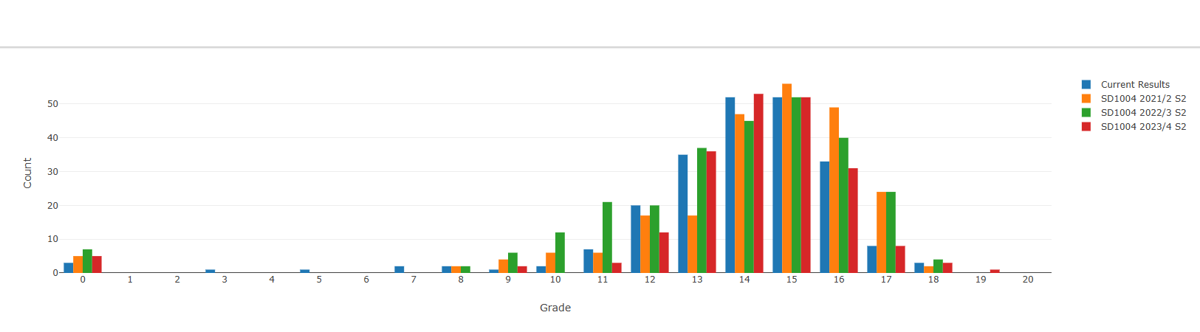 Current Results
SD1004 2021/2 S2
SD1004 2022/3 S2
SD1004 2023/4 S2
50
40
30
20
10
0
Count
0 1 2 3 4 5 6 7 8 9 10 11 12 13 14 15 16 17 18 19 20
Grade